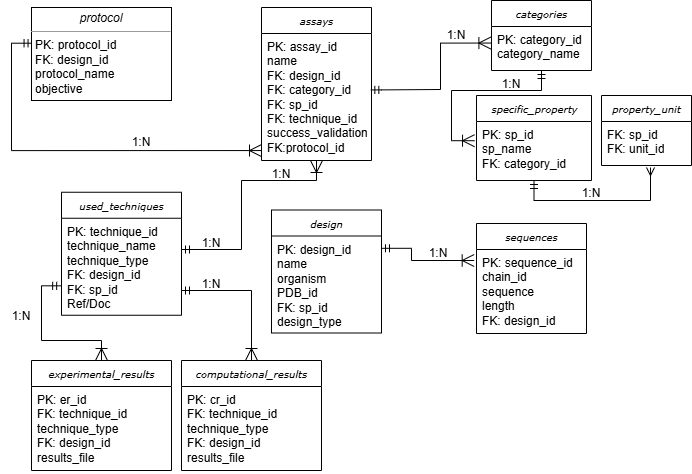 protocol
PK: protocol_id
FK: design_id
protocol_name
objective
assays
PK: assay_id
name
FK: design_id
FK: category_id
FK: sp_id
FK: technique_id
success_validation
FK:protocol_id
categories
PK: category_id
category_name
1:N
1:N
specific_property
PK: sp_id
sp_name
FK: category_id
property_unit
FK: sp_id
FK: unit_id
1:N
1:N
1:N
used_techniques
PK: technique_id
technique_name
technique_type
FK: design_id
FK: sp_id
Ref/Doc
1:N
1:N
1:N
design
PK: design_id
name
organism
PDB_id
FK: sp_id
design_type
1:N
sequences
PK: sequence_id
chain_id
sequence
length
FK: design_id
experimental_results
PK: er_id
FK: technique_id
technique_type
FK: design_id
results_file
computational_results
PK: cr_id
FK: technique_id
technique_type
FK: design_id
results_file